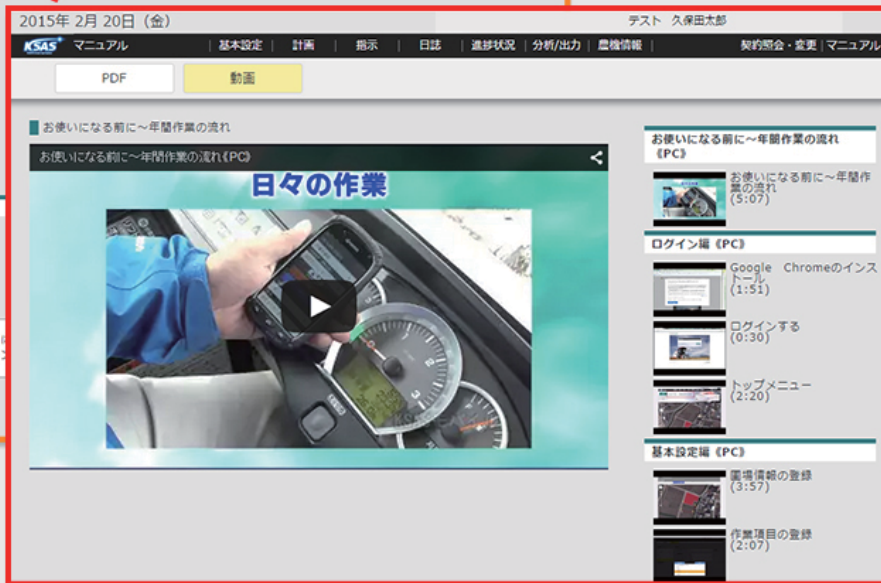 2015年 2月 20日（金）
テスト 久保田太郎
KSAS マニュアル | 基本設定 | 計画 | 指示 | 日誌 | 進捗状況 | 分析/出力 | 農機情報 | 契約照会・変更 | マニュアル
PDF
動画
お使いになる前に～年間作業の流れ
お使いになる前に～年間作業の流れ《PC》
日々の作業
お使いになる前に～年間作業の流れ
《PC》
お使いになる前に～年間作
業の流れ
(5:07)
ログイン編《PC》
Google Chromeのインス
トール
(1:51)
ログインする
(0:30)
トップメニュー
(2:20)
基本設定編《PC》
圃場情報の登録
(3:57)
作業項目の登録
(2:07)